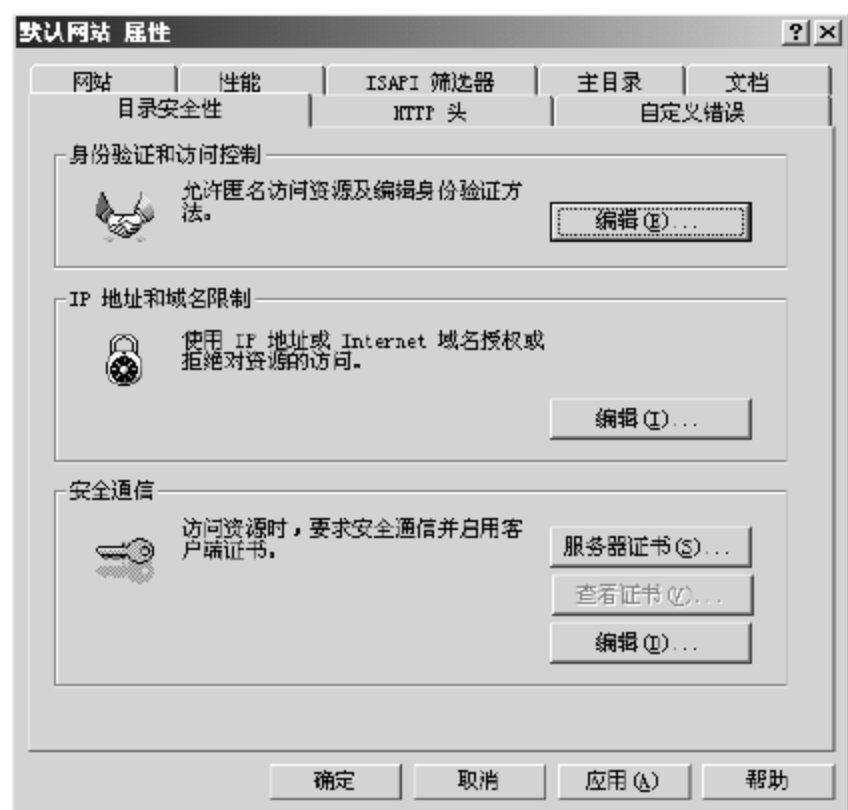 默认网站 属性
网站 性能 ISAPI 筛选器 主目录 文档
目录安全性 HTTP 头 自定义错误
身份验证和访问控制
允许匿名访问资源及编辑身份验证方
法。
编辑(E)...
IP 地址和域名限制
使用 IP 地址或 Internet 域名授权或
拒绝对资源的访问。
编辑(I)...
安全通信
访问资源时，要求安全通信并启用客
户端证书。
服务器证书(S)...
查看证书(V)...
编辑(D)...
确定 取消 应用(A) 帮助